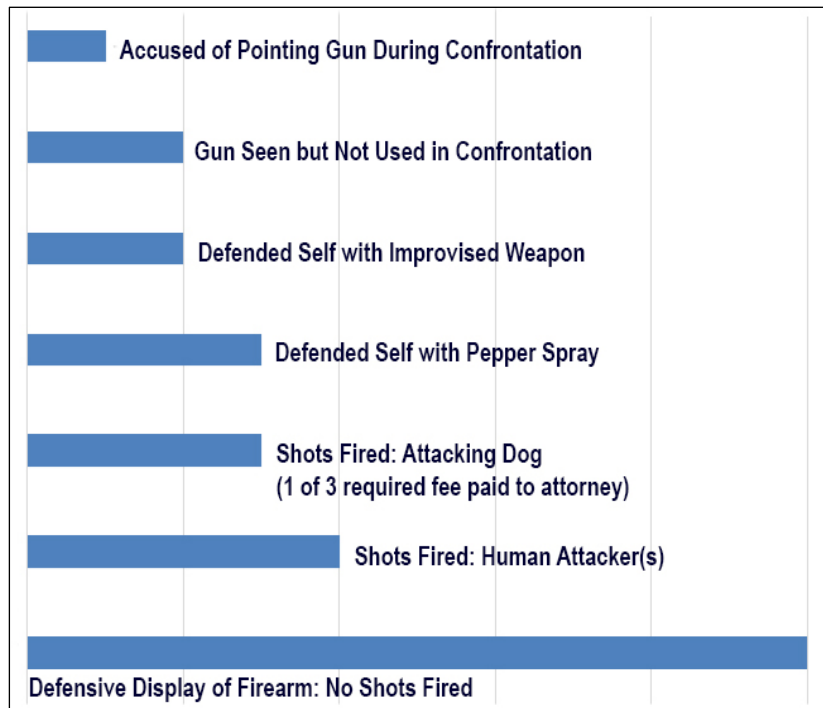 Accused of Pointing Gun During Confrontation
Gun Seen but Not Used in Confrontation
Defended Self with Improvised Weapon
Defended Self with Pepper Spray
Shots Fired: Attacking Dog
(1 of 3 required fee paid to attorney)
Shots Fired: Human Attacker(s)
Defensive Display of Firearm: No Shots Fired